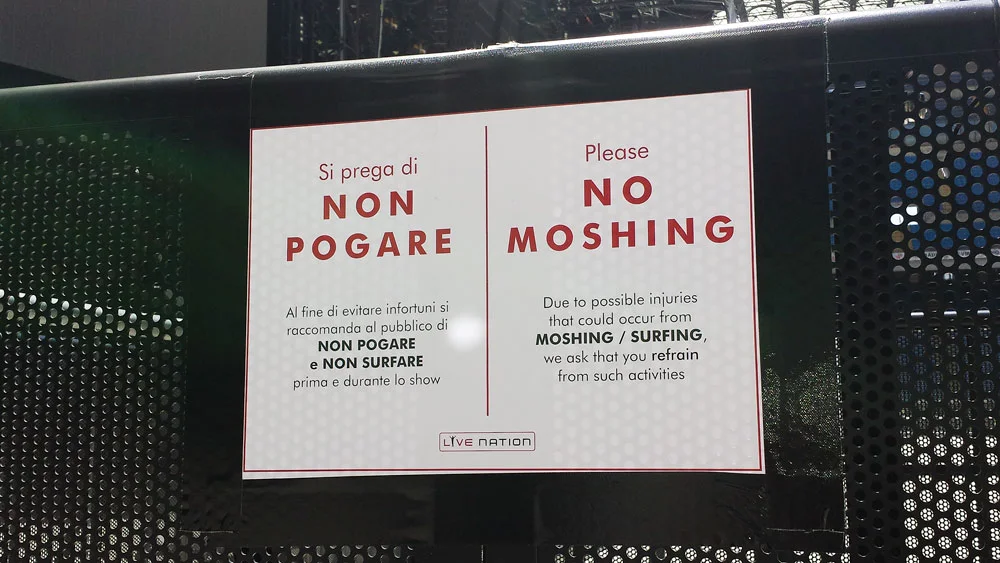 Si prega di
NON
POGARE
Al fine di evitare infortuni si
raccomanda al pubblico di
NON POGARE
e NON SURFARE
prima e durante lo show
Please
NO
MOSHING
Due to possible injuries
that could occur from
MOSHING / SURFING,
we ask that you refrain
from such activities
LIVE NATION